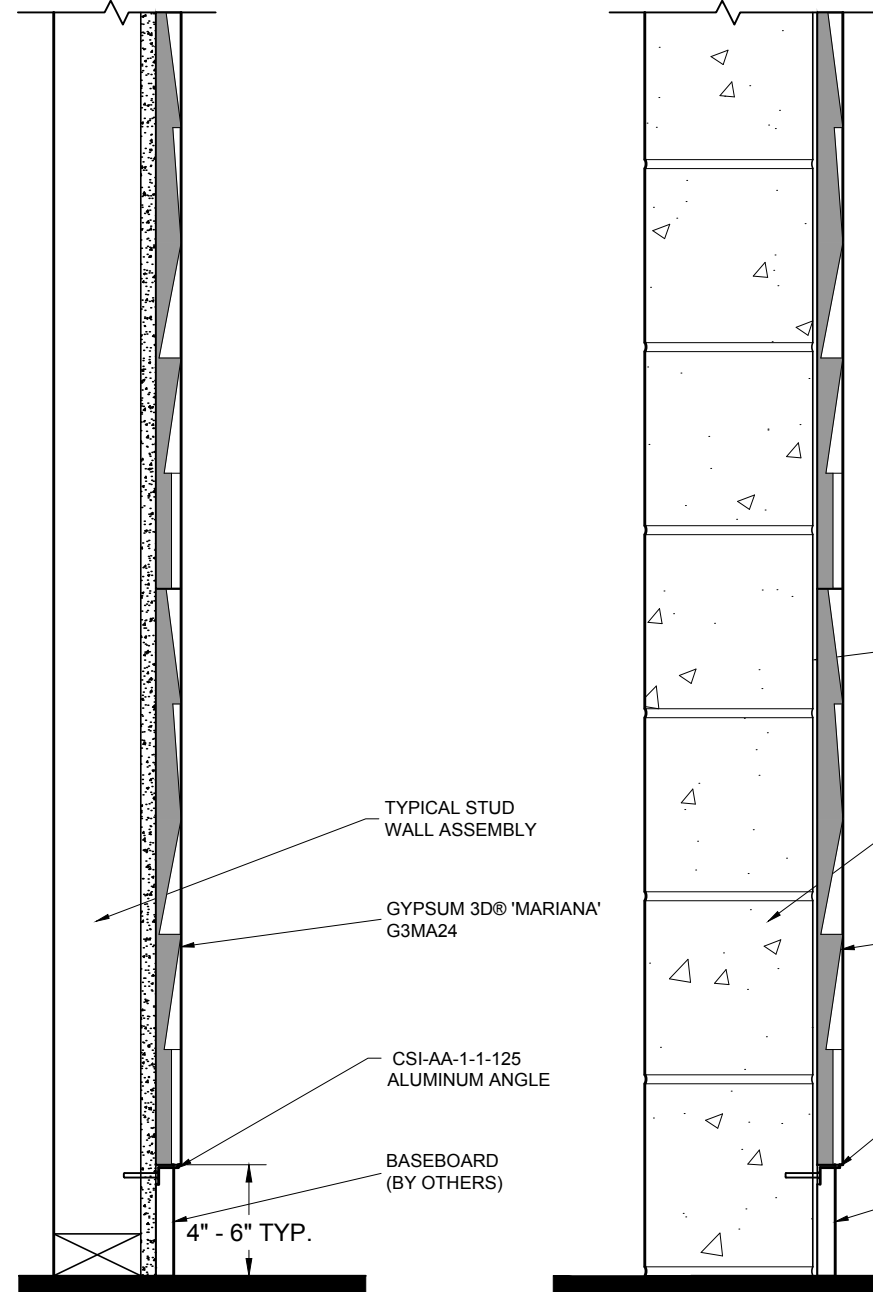 TYPICAL STUD
WALL ASSEMBLY
GYPSUM 3D® 'MARIANA'
G3MA24
CSI-AA-1-1-125
ALUMINUM ANGLE
BASEBOARD
(BY OTHERS)
4" - 6" TYP.